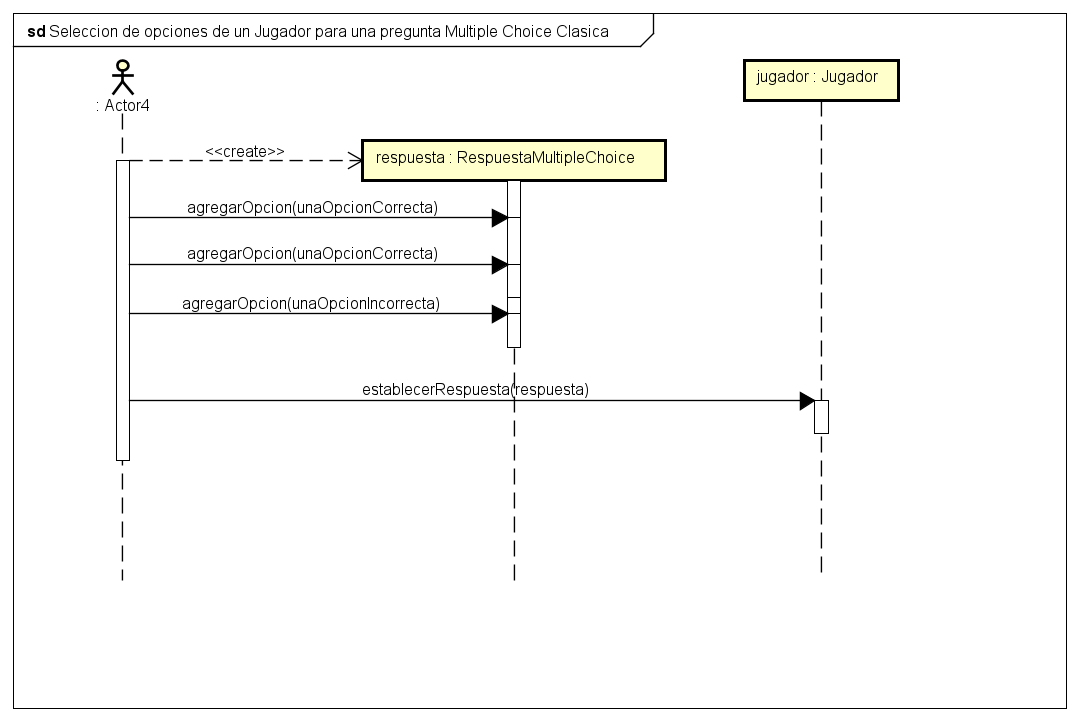 sd Seleccion de opciones de un Jugador para una pregunta Multiple Choice Clasica
: Actor4
jugador : Jugador
<<create>>
respuesta : RespuestaMultipleChoice
agregarOpcion(unaOpcionCorrecta)
agregarOpcion(unaOpcionCorrecta)
agregarOpcion(unaOpcionIncorrecta)
establecerRespuesta(respuesta)